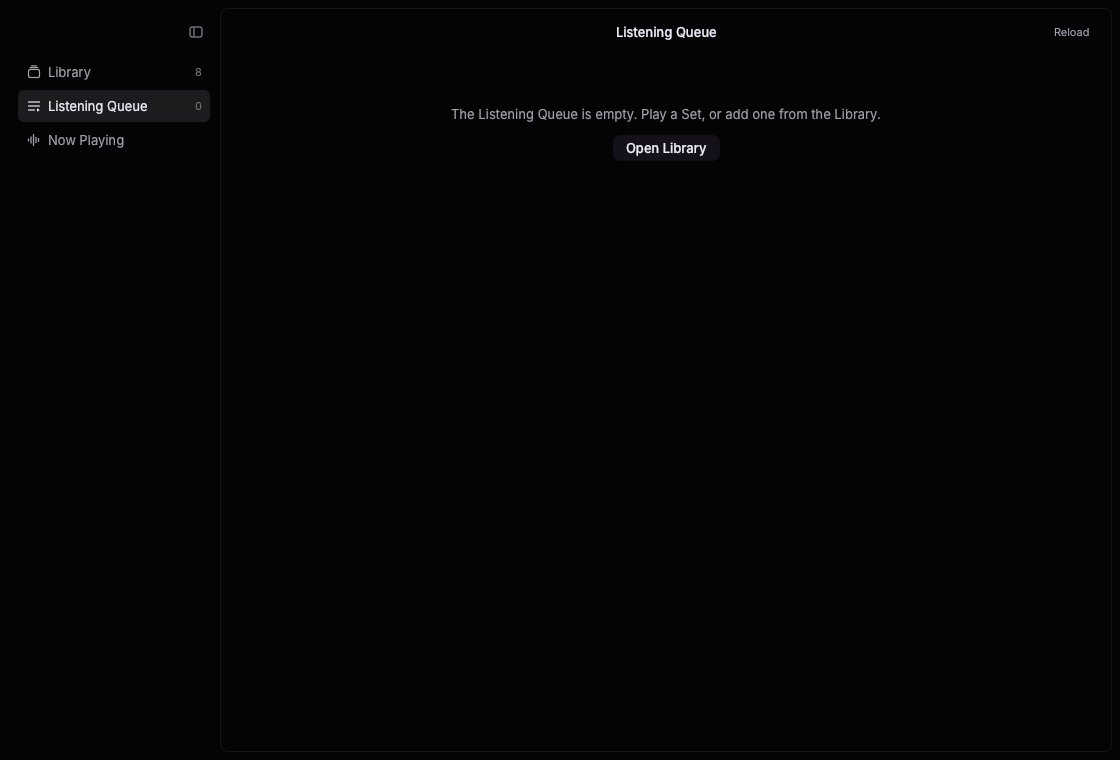 Listening Queue
Reload
Library
8
Listening Queue
0
Now Playing
The Listening Queue is empty. Play a Set, or add one from the Library.
Open Library